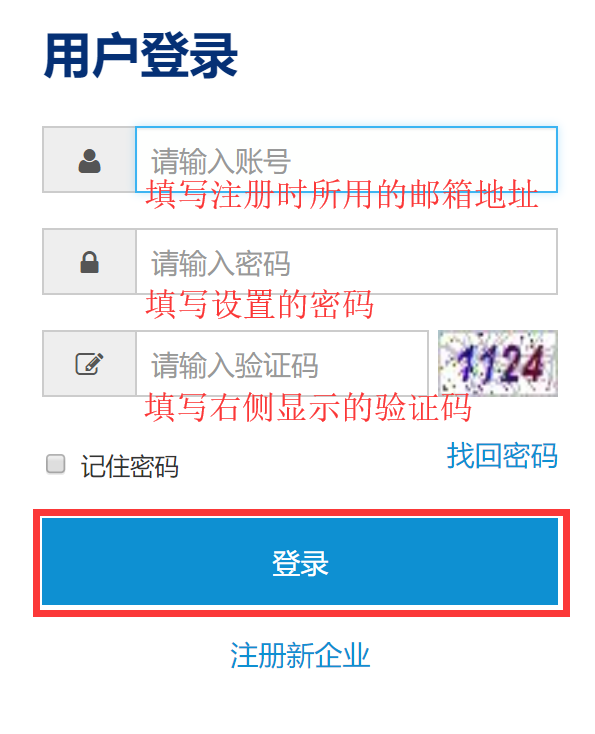 用户登录
请输入账号
填写注册时所用的邮箱地址
请输入密码
填写设置的密码
请输入验证码
1124
填写右侧显示的验证码
记住密码
找回密码
登录
注册新企业